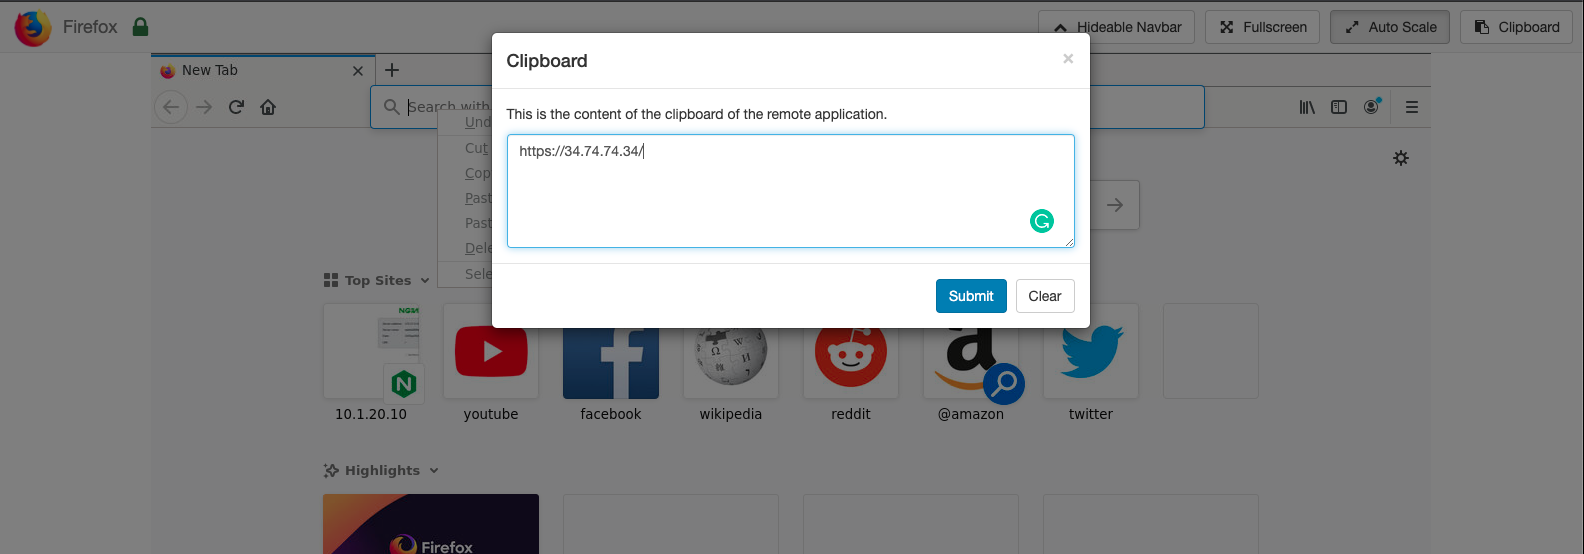 Firefox
Hideable Navbar
Fullscreen
Auto Scale
Clipboard
New Tab
Search with
Clipboard
This is the content of the clipboard of the remote application.
https://34.74.74.34/
Submit
Clear
Und
Cut
Cop
Past
Past
Dele
Sele
Top Sites
10.1.20.10
youtube
facebook
wikipedia
reddit
@amazon
twitter
Highlights
Firefox